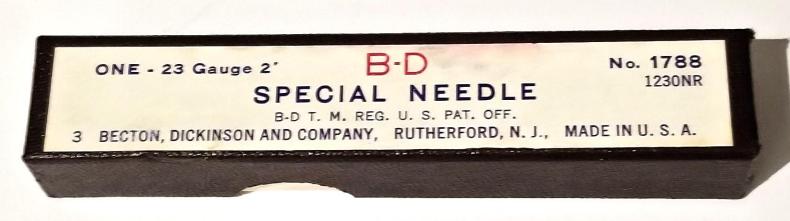 ONE - 23 Gauge 2" B-D No. 1788
1230NR
SPECIAL NEEDLE
B-D T. M. REG. U. S. PAT. OFF.
3 BECTON, DICKINSON AND COMPANY, RUTHERFORD, N. J., MADE IN U. S. A.